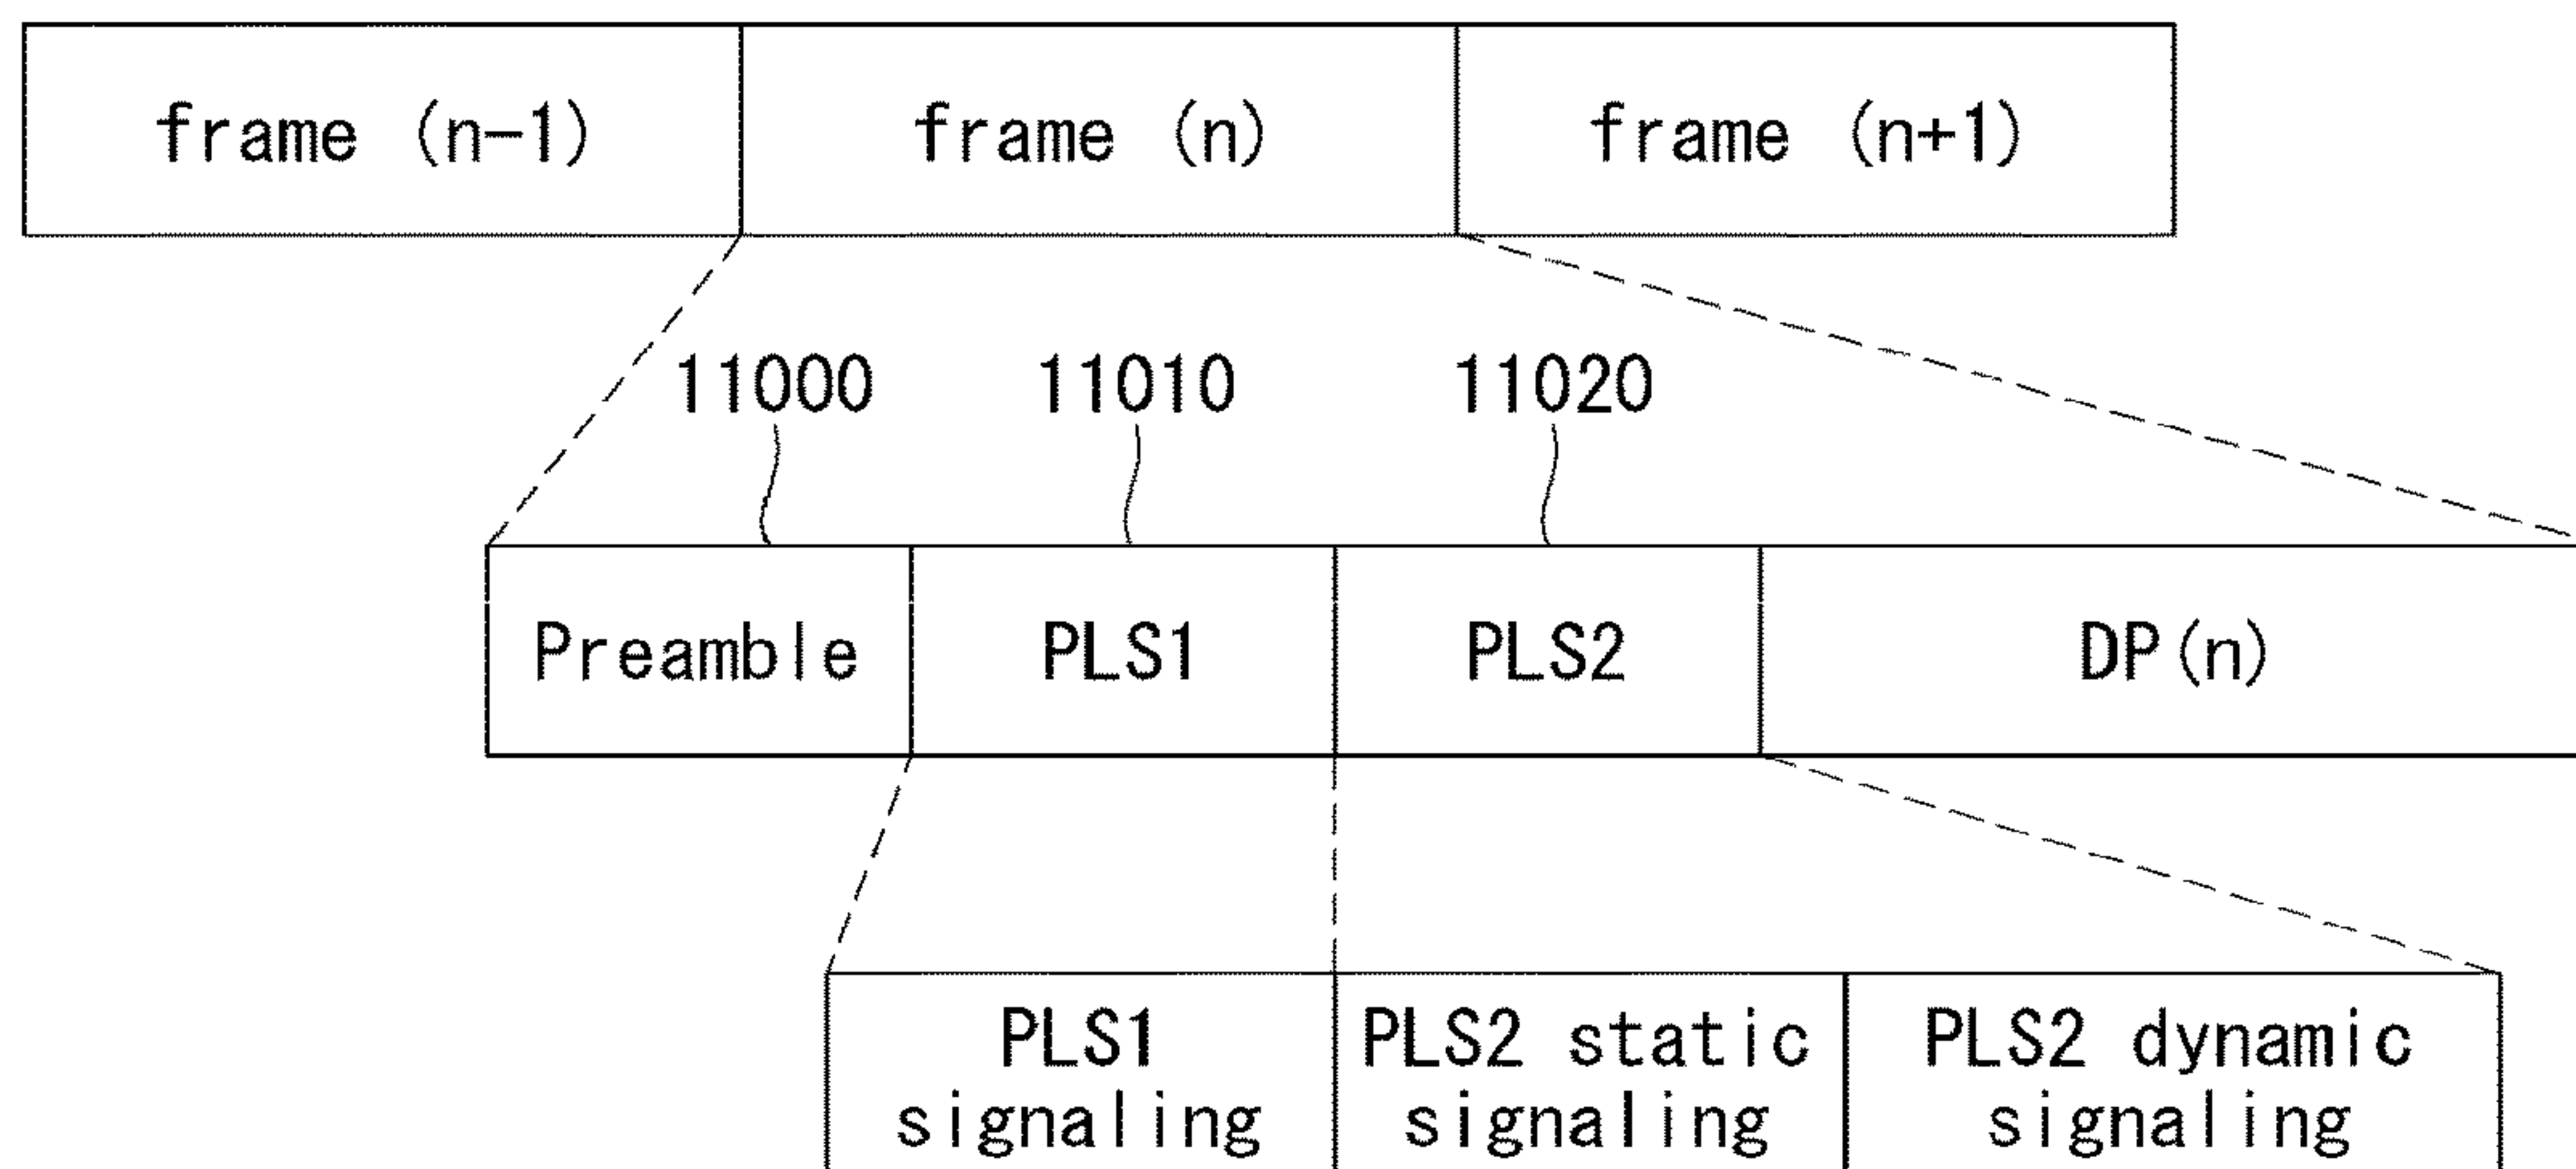 frame (n-1) frame (n) frame (n+1)
11000 11010 11020
Preamble PLS1 PLS2 DP(n)
PLS1 PLS2 static PLS2 dynamic
signaling signaling signaling